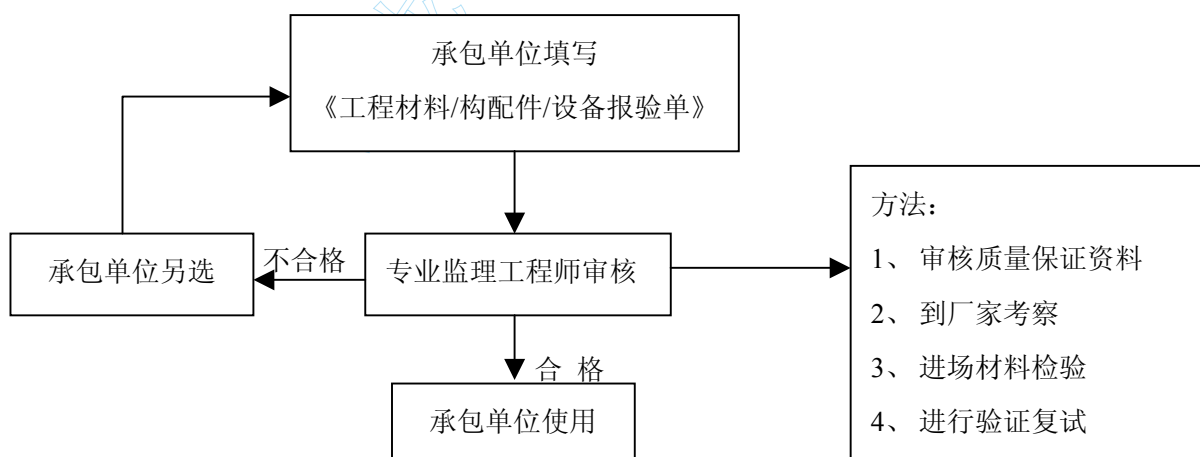 承包单位填写
《工程材料/构配件/设备报验单》
承包单位另选
不合格
专业监理工程师审核
合 格
承包单位使用
方法：
1、 审核质量保证资料
2、 到厂家考察
3、 进场材料检验
4、 进行验证复试